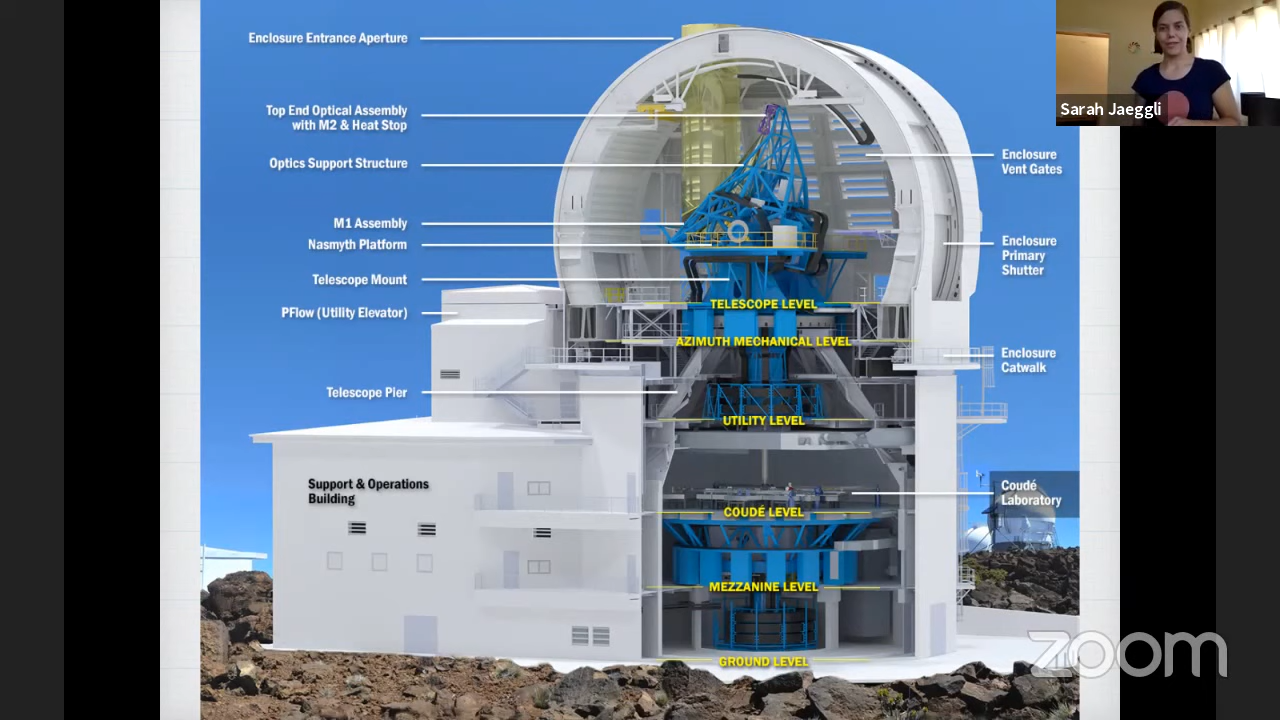 Enclosure Entrance Aperture
Top End Optical Assembly
with M2 & Heat Stop
Optics Support Structure
M1 Assembly
Nasmyth Platform
Telescope Mount
PFlow (Utility Elevator)
Telescope Pier
Support & Operations
Building
TELESCOPE LEVEL
AZIMUTH MECHANICAL LEVEL
UTILITY LEVEL
COUDÉ LEVEL
MEZZANINE LEVEL
GROUND LEVEL
Enclosure
Vent Gates
Enclosure
Primary
Shutter
Enclosure
Catwalk
Coudé
Laboratory
Sarah Jaeggli
zoom